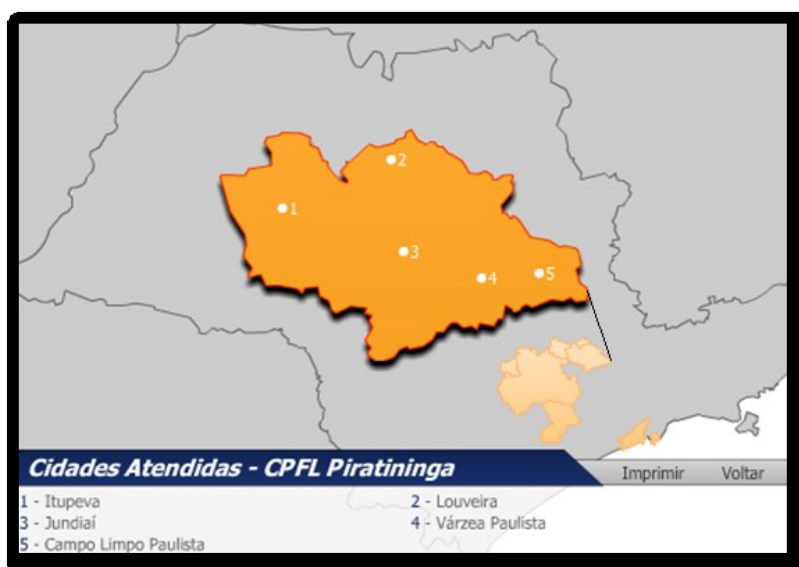 1
2
3
4
5
Cidades Atendidas - CPFL Piratininga
Imprimir Voltar
1 - Itupeva
2 - Louveira
3 - Jundiaí
4 - Várzea Paulista
5 - Campo Limpo Paulista